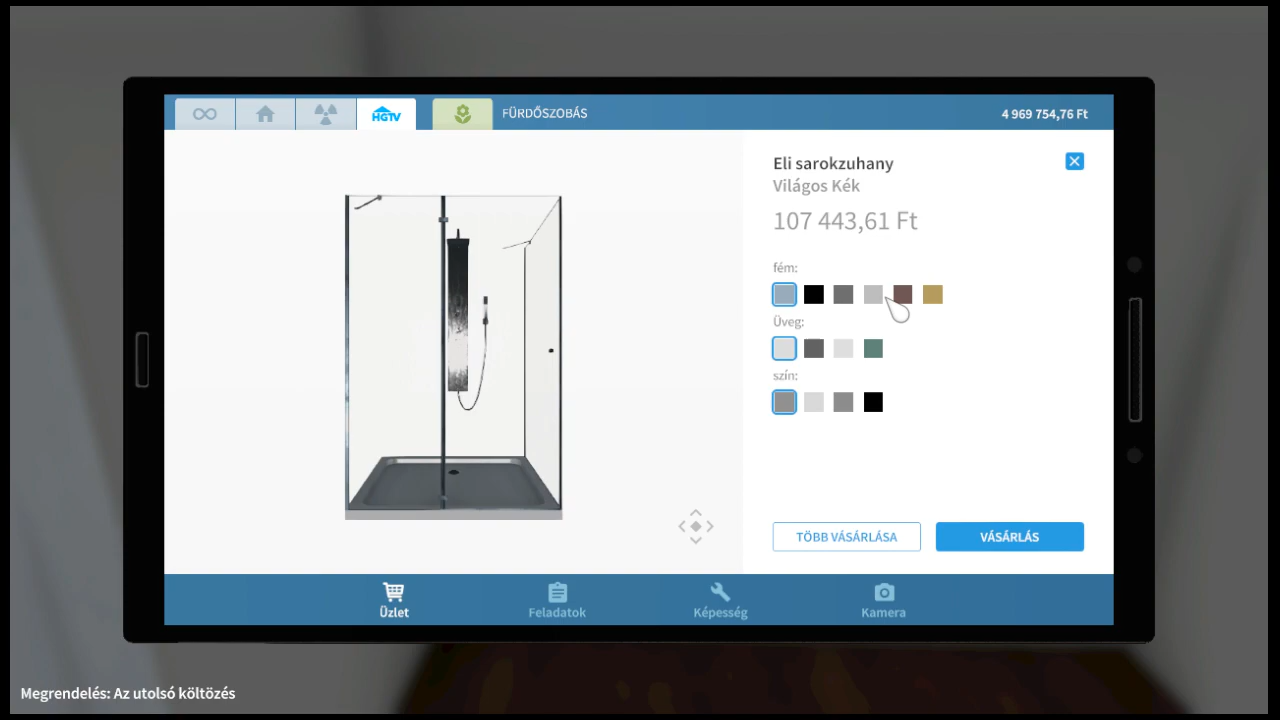 HGTV
FÜRDŐSZOBÁS
4 969 754,76 Ft
Eli sarokzuhany
Világos Kék
107 443,61 Ft
fém:
Üveg:
szín:
TÖBB VÁSÁRLÁSA
VÁSÁRLÁS
Üzlet
Feladatok
Képesség
Kamera
Megrendelés: Az utolsó költözés